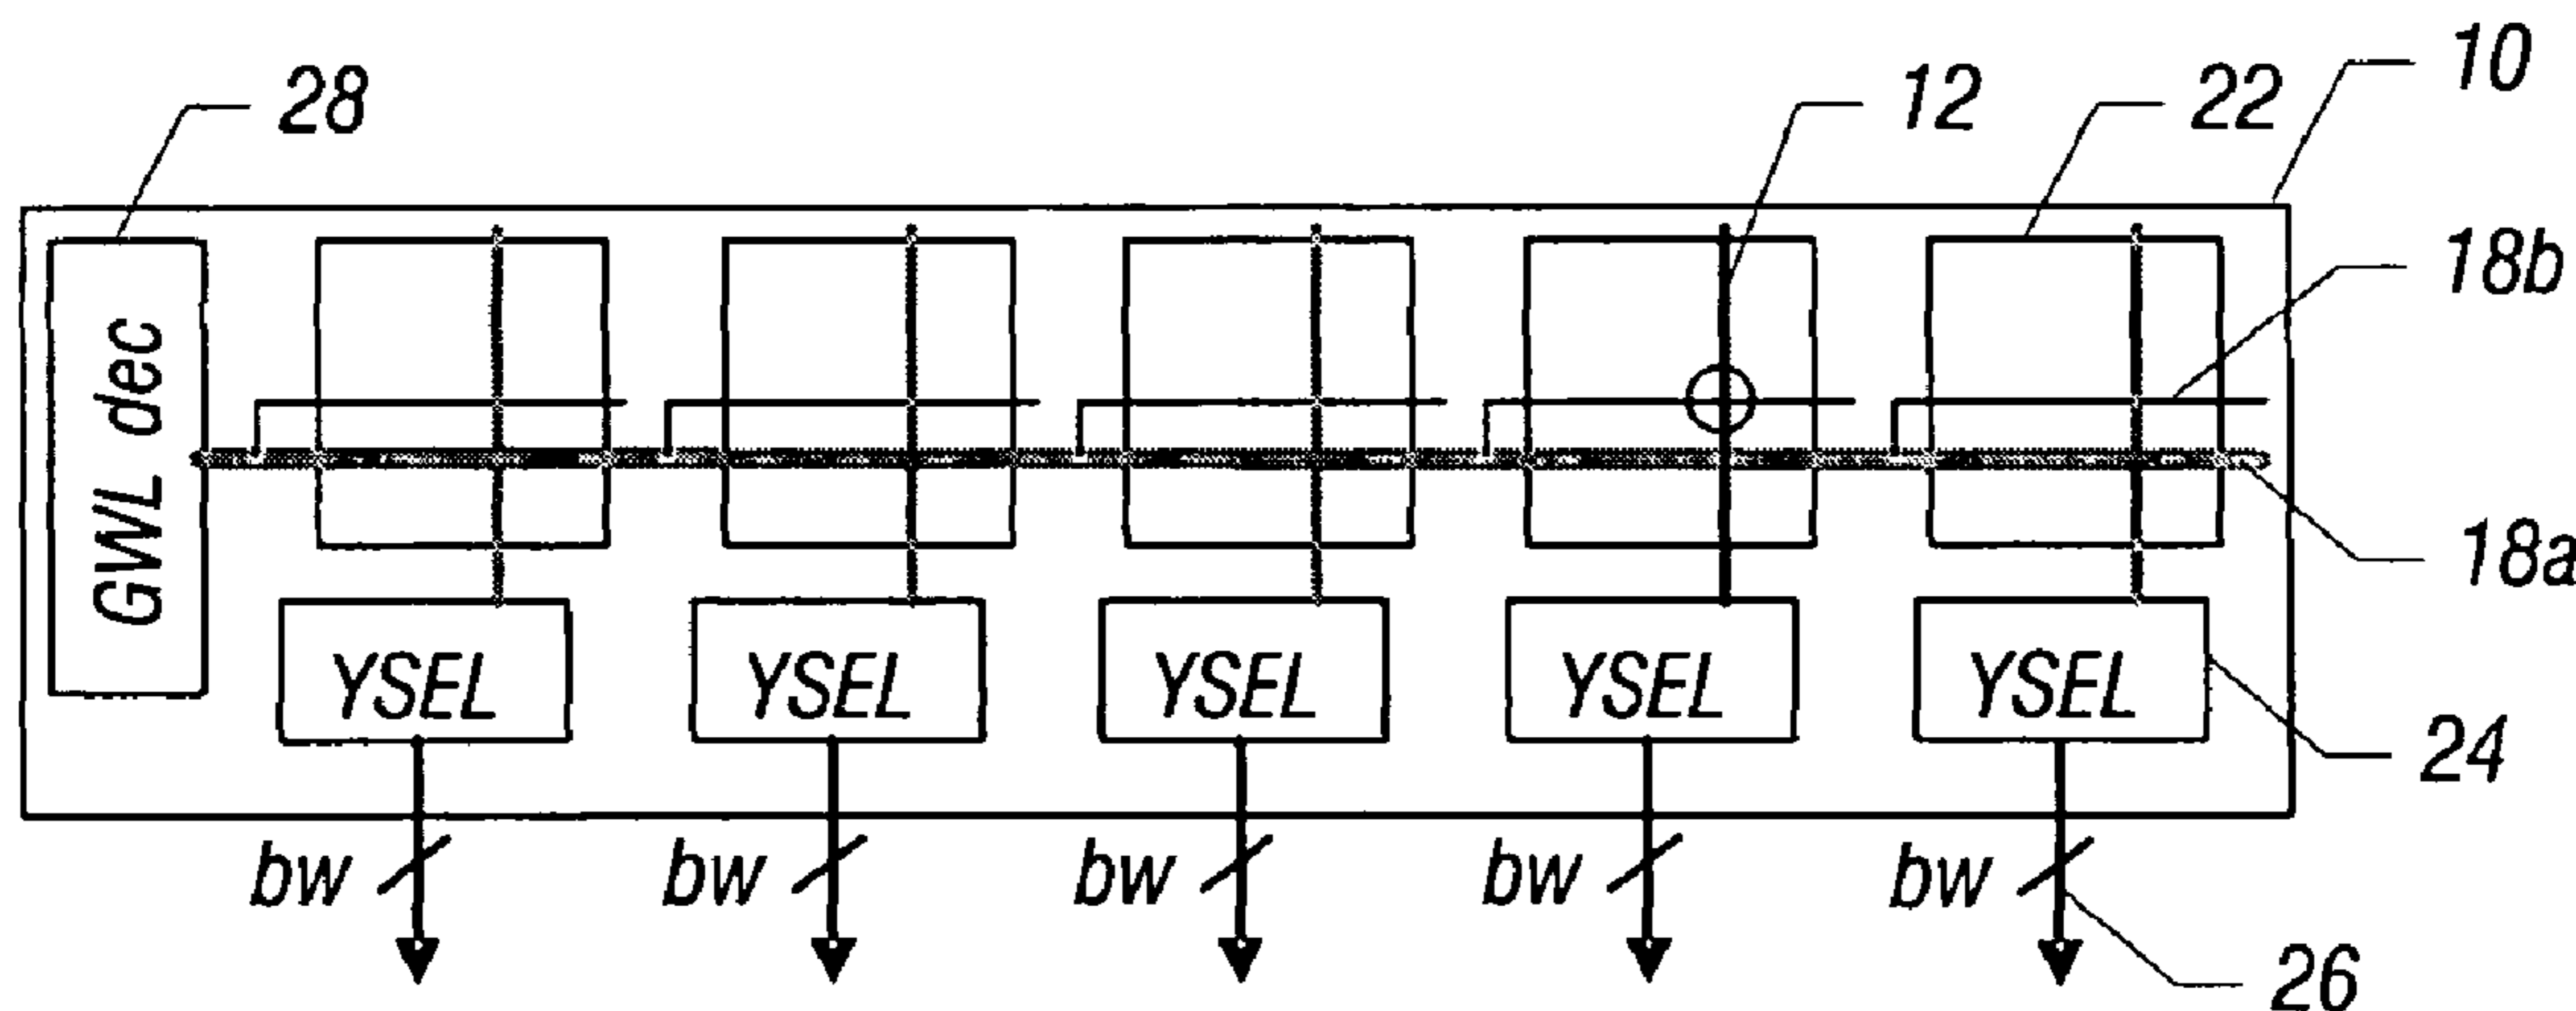 10
28
12
22
18b
GWL dec
18a
YSEL YSEL YSEL YSEL YSEL
24
bw bw bw bw bw
26